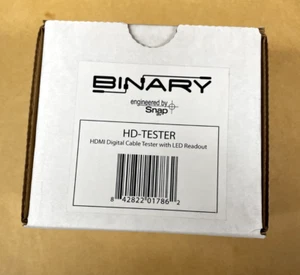 BINARY
engineered by
Snap
HD-TESTER
HDMI Digital Cable Tester with LED Readout
8 42822 01786 2